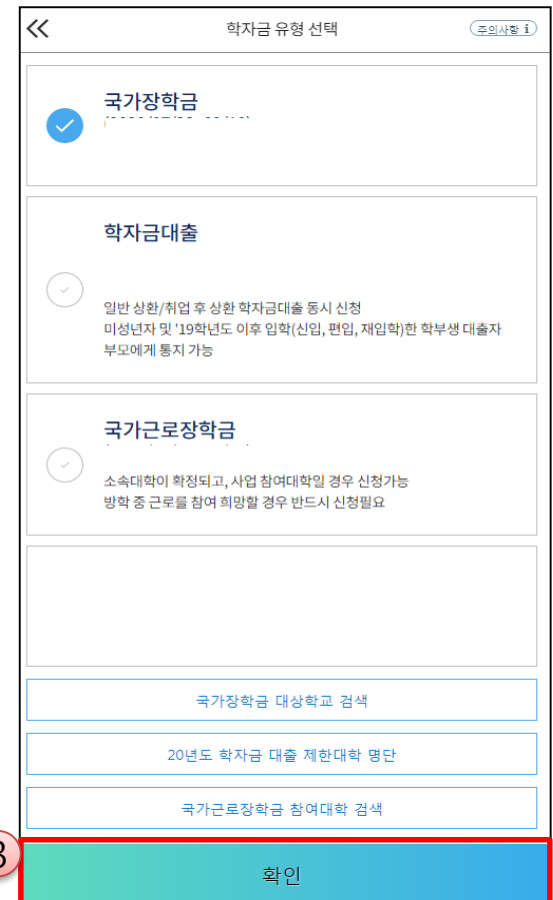 학자금 유형 선택
주의사항 i
국가장학금
학자금대출
일반 상환/취업 후 상환 학자금대출 동시 신청
미성년자 및 '19학년도 이후 입학(신입, 편입, 재입학)한 학부생 대출자
부모에게 통지 가능
국가근로장학금
소속대학이 확정되고, 사업 참여대학일 경우 신청가능
방학 중 근로를 참여 희망할 경우 반드시 신청필요
국가장학금 대상학교 검색
20년도 학자금 대출 제한대학 명단
국가근로장학금 참여대학 검색
3
확인